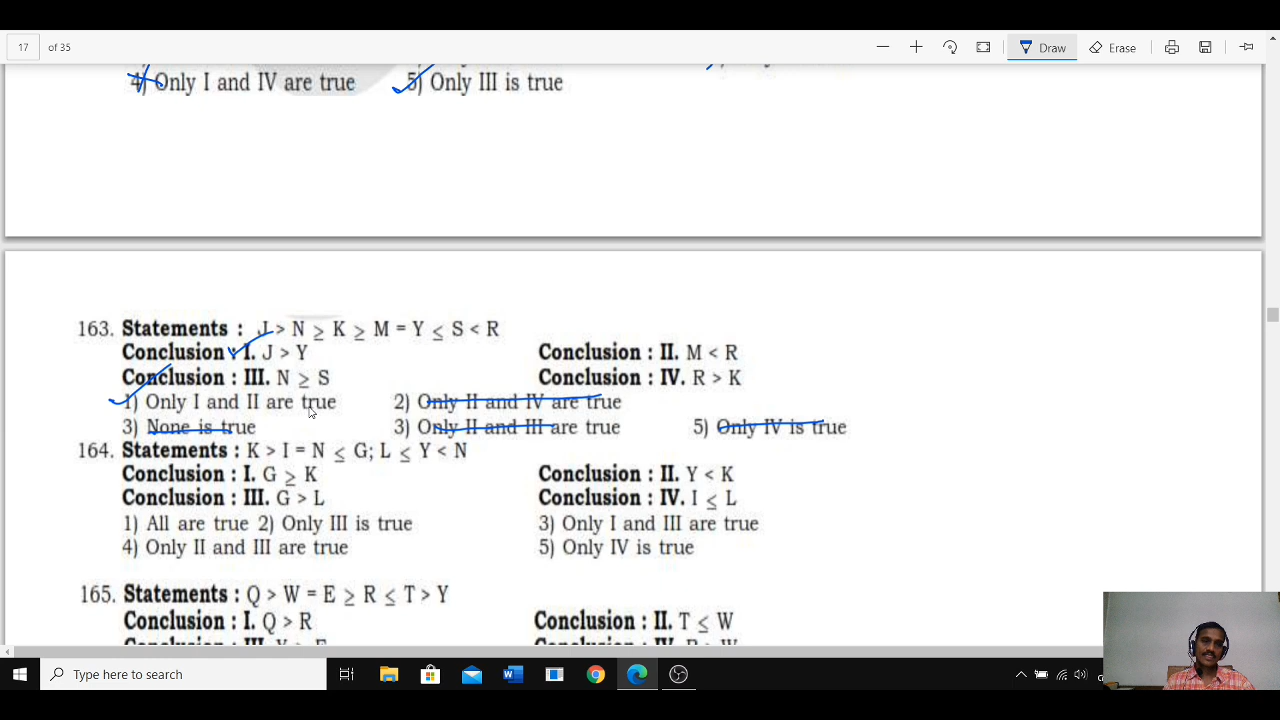 17 of 35
Draw
Erase
4) Only I and IV are true 5) Only III is true
163. Statements : J > N ≥ K ≥ M = Y ≤ S < R
Conclusion : I. J > Y Conclusion : II. M < R
Conclusion : III. N ≥ S Conclusion : IV. R > K
1) Only I and II are true 2) Only II and IV are true
3) None is true 3) Only II and III are true 5) Only IV is true
164. Statements : K > I = N ≤ G; L ≤ Y < N
Conclusion : I. G ≥ K Conclusion : II. Y < K
Conclusion : III. G > L Conclusion : IV. I ≤ L
1) All are true 2) Only III is true 3) Only I and III are true
4) Only II and III are true 5) Only IV is true
165. Statements : Q > W = E ≥ R ≤ T > Y
Conclusion : I. Q > R Conclusion : II. T ≤ W
Type here to search